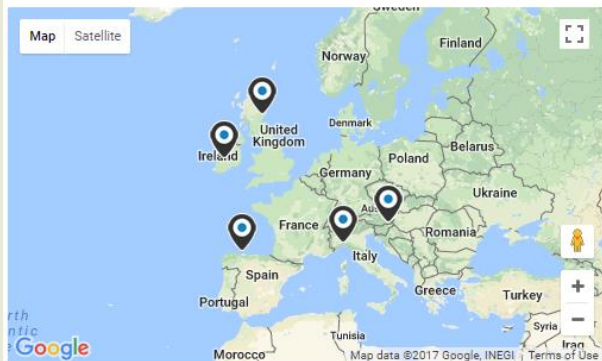 Sweden
Map Satellite
Finland
Norway
Denmark
United
Kingdom
Ireland
Belarus
Poland
Germany
Ukraine
France
Romania
Italy
Spain
Portugal
Greece
Turkey
Tunisia
Syria
Iraq
Morocco
Google
Map data ©2017 Google, INEGI Terms of Use